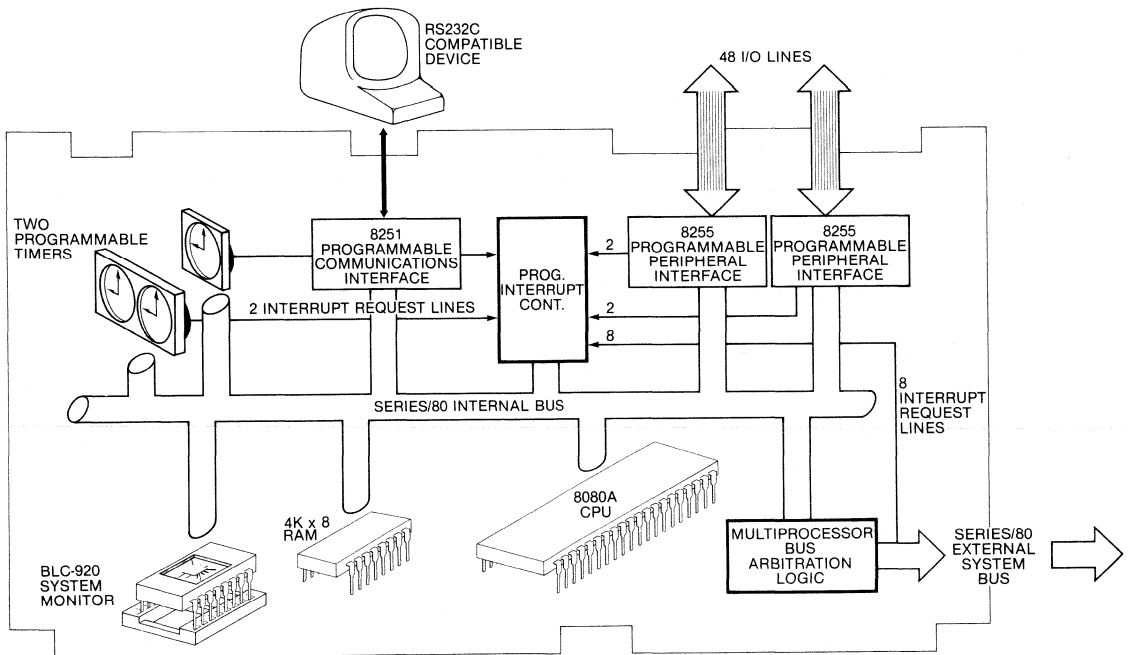 RS232C
COMPATIBLE
DEVICE
48 I/O LINES
TWO
PROGRAMMABLE
TIMERS
8251
PROGRAMMABLE
COMMUNICATIONS
INTERFACE
PROG.
INTERRUPT
CONT.
2
8255
PROGRAMMABLE
PERIPHERAL
INTERFACE
8255
PROGRAMMABLE
PERIPHERAL
INTERFACE
2 INTERRUPT REQUEST LINES
2
8
SERIES/80 INTERNAL BUS
8
INTERRUPT
REQUEST
LINES
8080A
CPU
4K x 8
RAM
BLC-920
SYSTEM
MONITOR
MULTIPROCESSOR
BUS
ARBITRATION
LOGIC
SERIES/80
EXTERNAL
SYSTEM
BUS